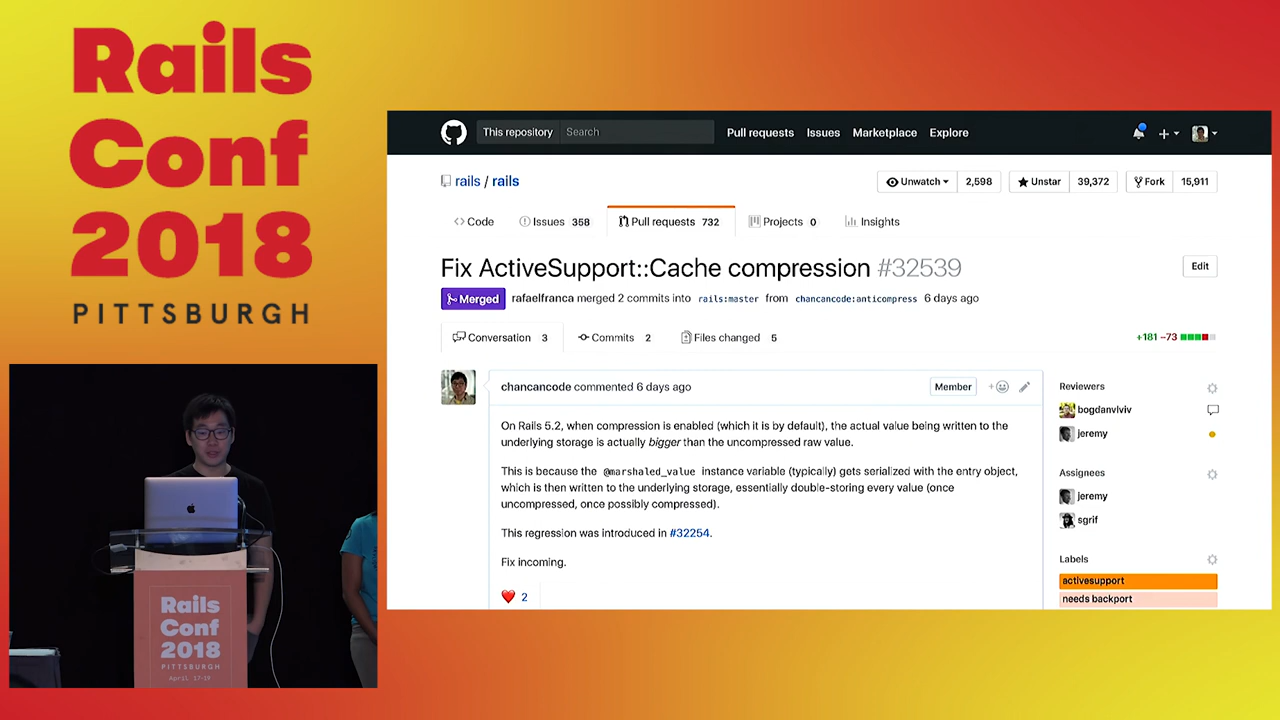 Rails
Conf
2018
PITTSBURGH
This repository
Search
Pull requests
Issues
Marketplace
Explore
rails / rails
Unwatch
2,598
Unstar
39,372
Fork
15,911
Code
Issues 358
Pull requests 732
Projects 0
Insights
Fix ActiveSupport::Cache compression #32539
Edit
Merged
rafaelfranca merged 2 commits into rails:master from chancancode:anticompress 6 days ago
Conversation 3
Commits 2
Files changed 5
+181 −73
chancancode commented 6 days ago
Member
On Rails 5.2, when compression is enabled (which it is by default), the actual value being written to the
underlying storage is actually bigger than the uncompressed raw value.
This is because the @marshaled_value instance variable (typically) gets serialized with the entry object,
which is then written to the underlying storage, essentially double-storing every value (once
uncompressed, once possibly compressed).
This regression was introduced in #32254.
Fix incoming.
2
Reviewers
bogdanvlviv
jeremy
Assignees
jeremy
sgrif
Labels
activesupport
needs backport
Rails
Conf
2018
PITTSBURGH
April 17-19